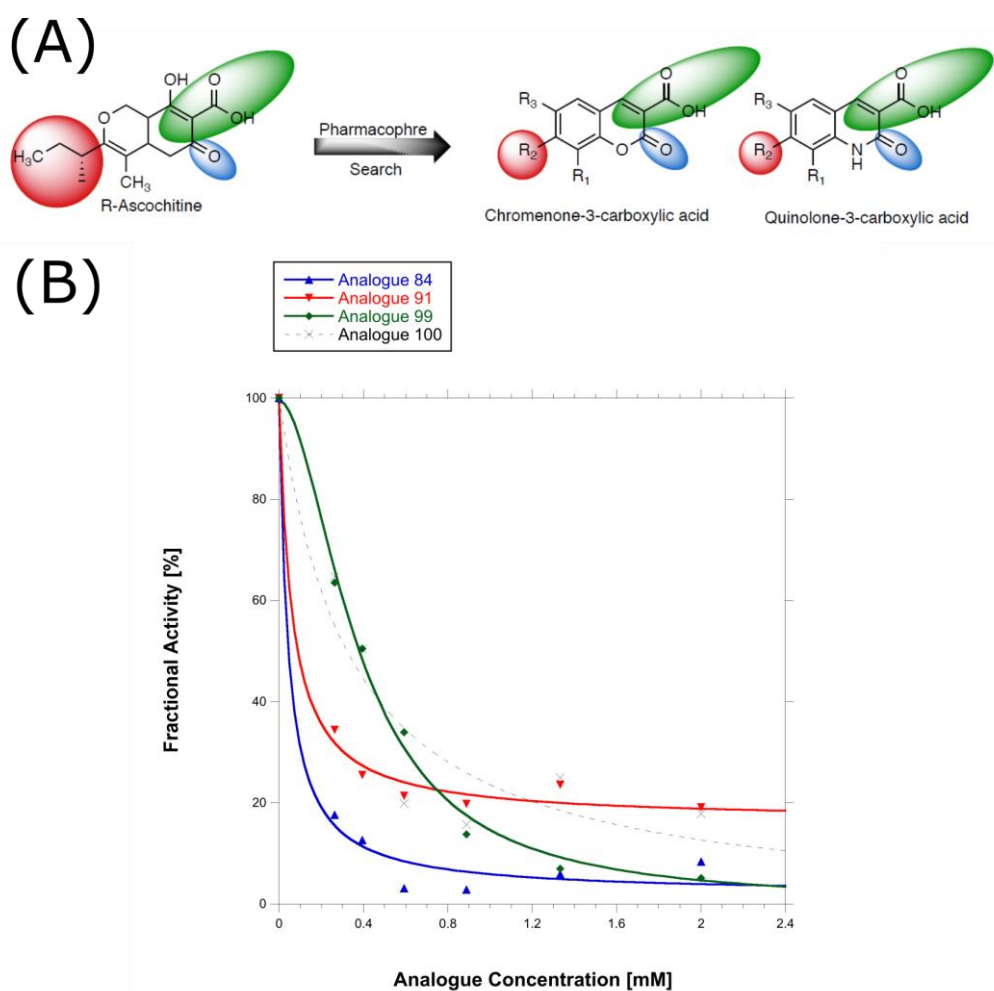 (A)
OH
O
OH
O
O
H₃C
CH₃
R-Ascochitine
Pharmacophre
Search
R₃
R₂
R₁
O
O
O
OH
Chromenone-3-carboxylic acid
R₃
R₂
R₁
N
H
O
O
OH
Quinolone-3-carboxylic acid
(B)
Analogue 84
Analogue 91
Analogue 99
Analogue 100
Fractional Activity [%]
100
80
60
40
20
0
0 0.4 0.8 1.2 1.6 2.0 2.4
Analogue Concentration [mM]